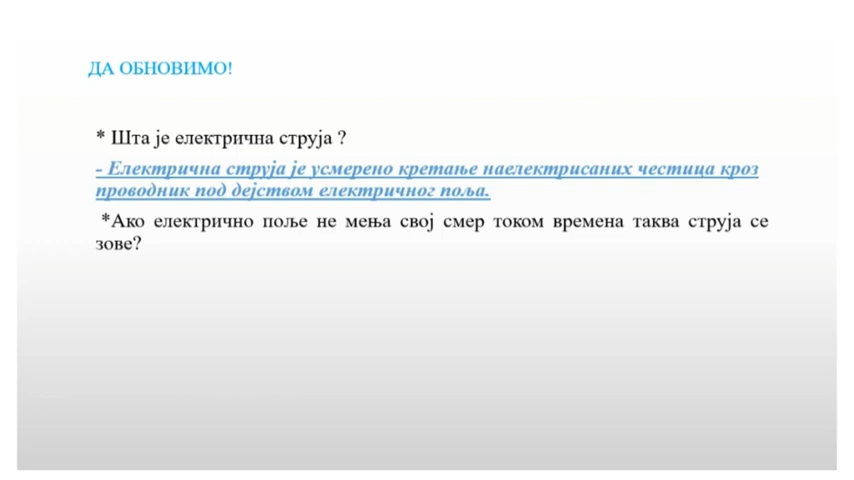 ДА ОБНОВИМО!
* Шта је електрична струја ?
- Електрична струја је усмерено кретање наелектрисаних честица кроз
проводник под дејством електричног поља.
*Ако електрично поље не мења свој смер током времена таква струја се
зове?